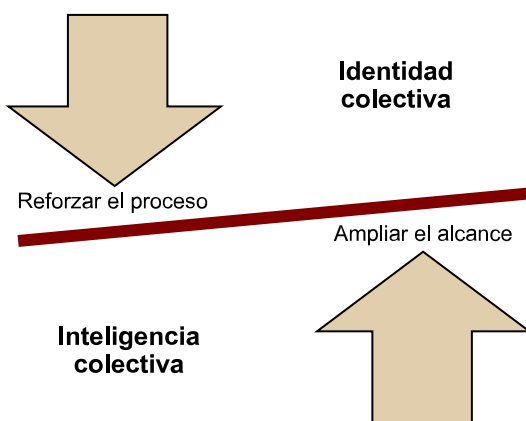 Identidad
colectiva
Reforzar el proceso
Ampliar el alcance
Inteligencia
colectiva